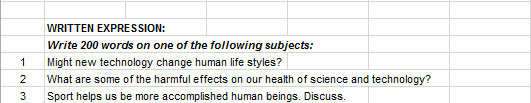 WRITTEN EXPRESSION:
Write 200 words on one of the following subjects:
1 Might new technology change human life styles?
2 What are some of the harmful effects on our health of science and technology?
3 Sport helps us be more accomplished human beings. Discuss.